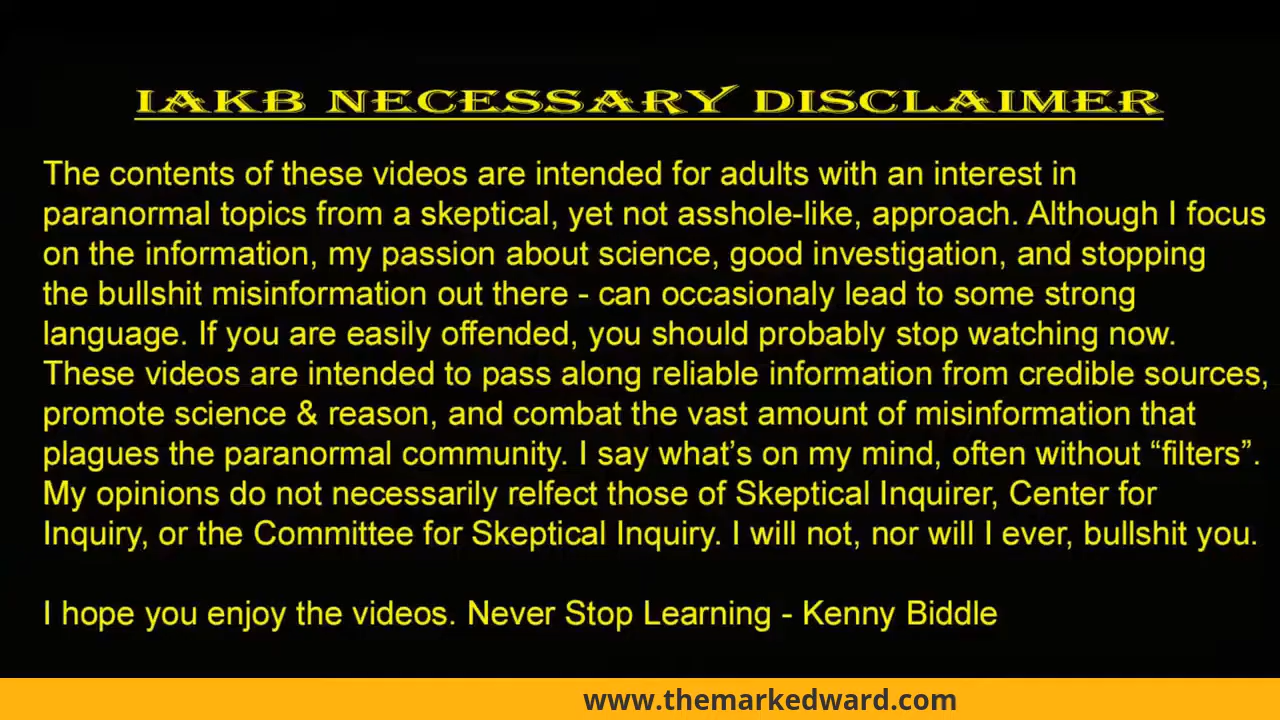 IAKB NECESSARY DISCLAIMER
The contents of these videos are intended for adults with an interest in
paranormal topics from a skeptical, yet not asshole-like, approach. Although I focus
on the information, my passion about science, good investigation, and stopping
the bullshit misinformation out there - can occasionaly lead to some strong
language. If you are easily offended, you should probably stop watching now.
These videos are intended to pass along reliable information from credible sources,
promote science & reason, and combat the vast amount of misinformation that
plagues the paranormal community. I say what’s on my mind, often without “filters”.
My opinions do not necessarily relfect those of Skeptical Inquirer, Center for
Inquiry, or the Committee for Skeptical Inquiry. I will not, nor will I ever, bullshit you.
I hope you enjoy the videos. Never Stop Learning - Kenny Biddle
www.themarkedward.com